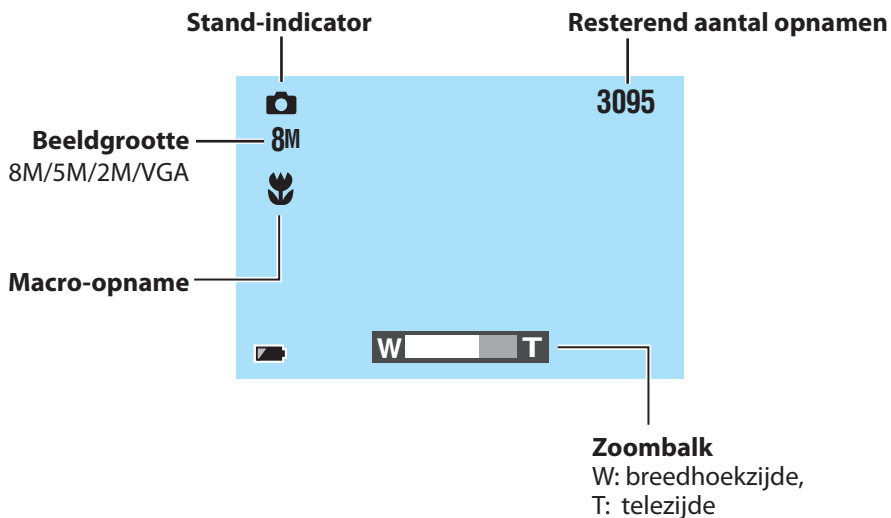 Stand-indicator
Resterend aantal opnamen
3095
Beeldgrootte
8M
8M/5M/2M/VGA
Macro-opname
W T
Zoombalk
W: breedhoekzijde,
T: telezijde